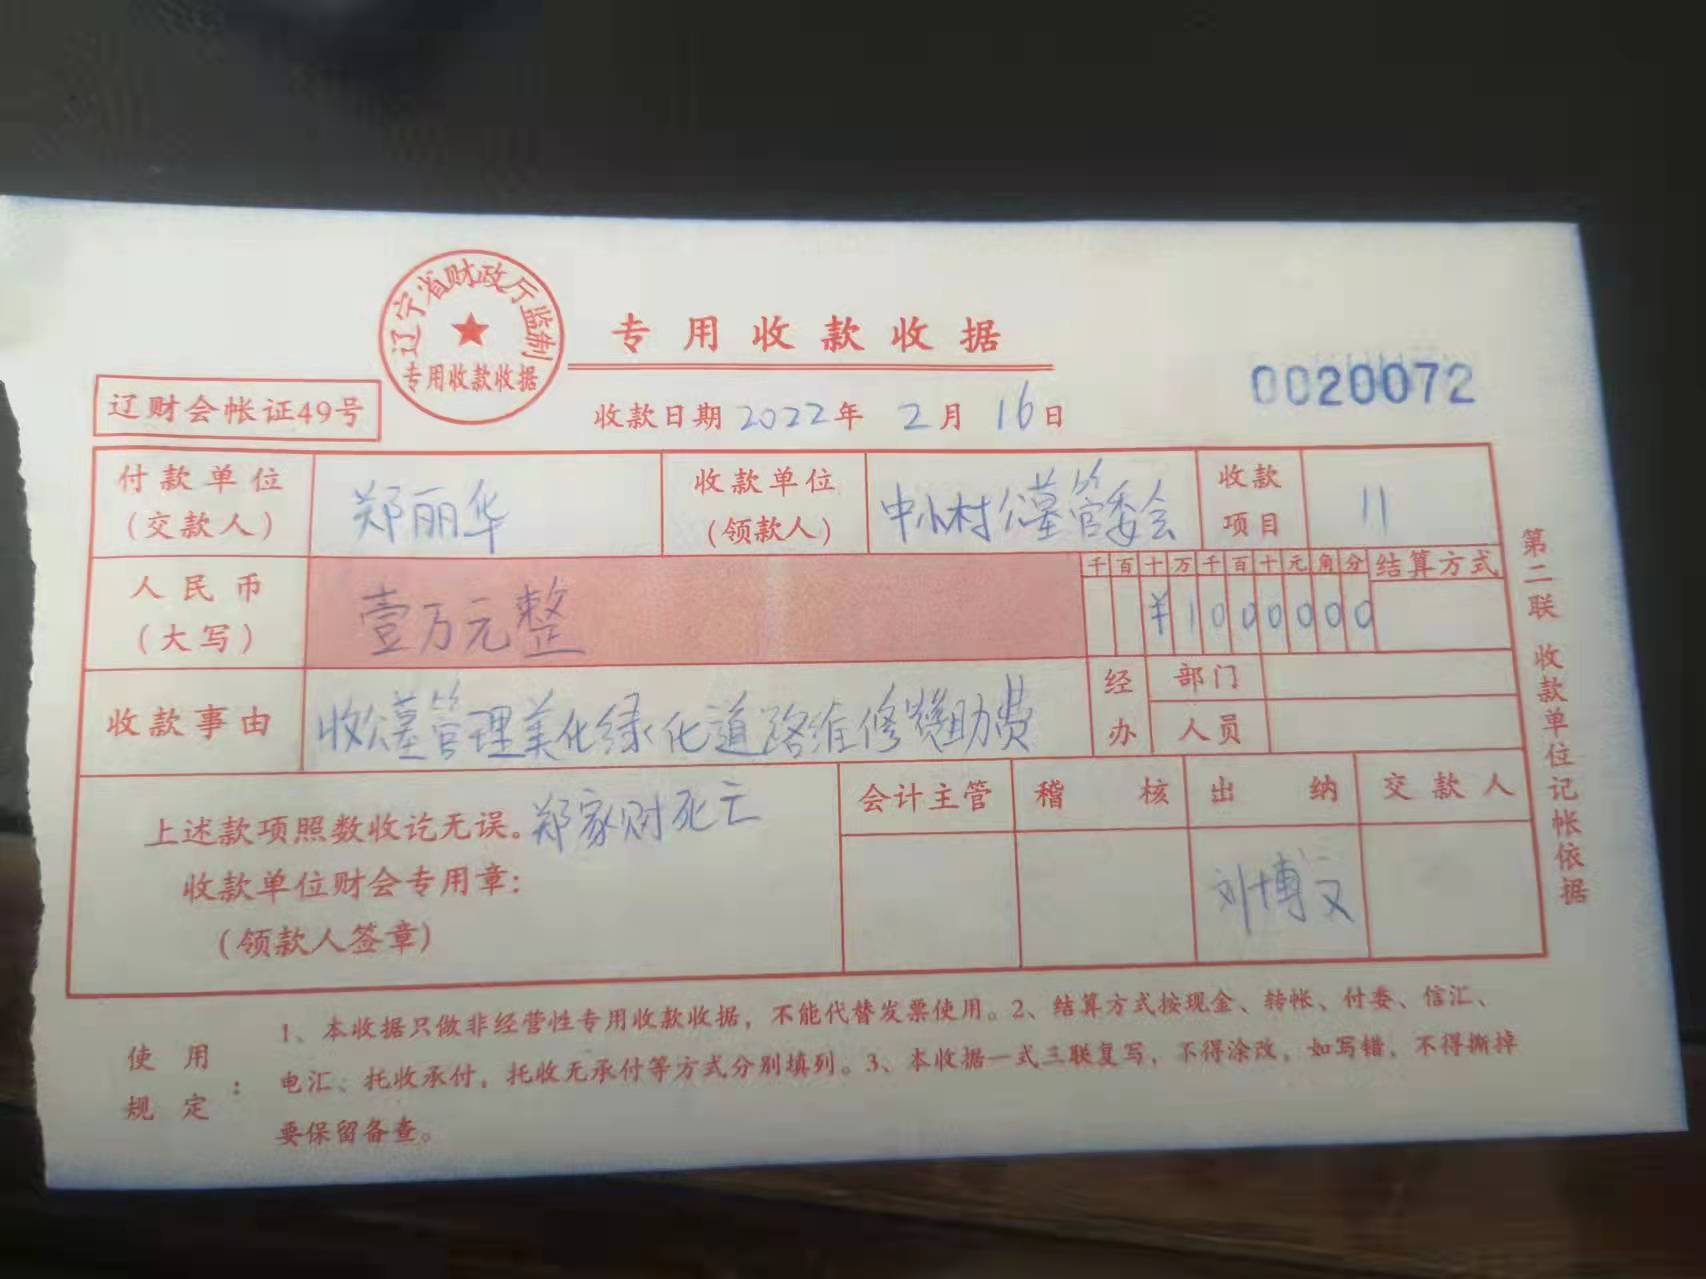 辽宁省财政厅监制
专用收款收据
专用收款收据
0020072
辽财会帐证49号
收款日期 2022年 2月 16日
付款单位
(交款人)
郑丽华
收款单位
(领款人)
中小村公墓管委会
收款
项目
11
人民币
(大写)
壹万元整
千百十万千百十元角分
¥1000000
结算方式
收款事由
收公墓管理美化绿化道路维修赞助费
经办
部门
人员
上述款项照数收讫无误。郑家财死亡
收款单位财会专用章:
(领款人签章)
会计主管
稽核
出纳
交款人
刘博文
第二联 收款单位记帐依据
使用
规定:
1、本收据只做非经营性专用收款收据,不能代替发票使用。2、结算方式按现金、转帐、付委、信汇、
电汇、托收承付,托收无承付等方式分别填列。3、本收据一式三联复写,不得涂改,如写错,不得撕掉
要保留备查。